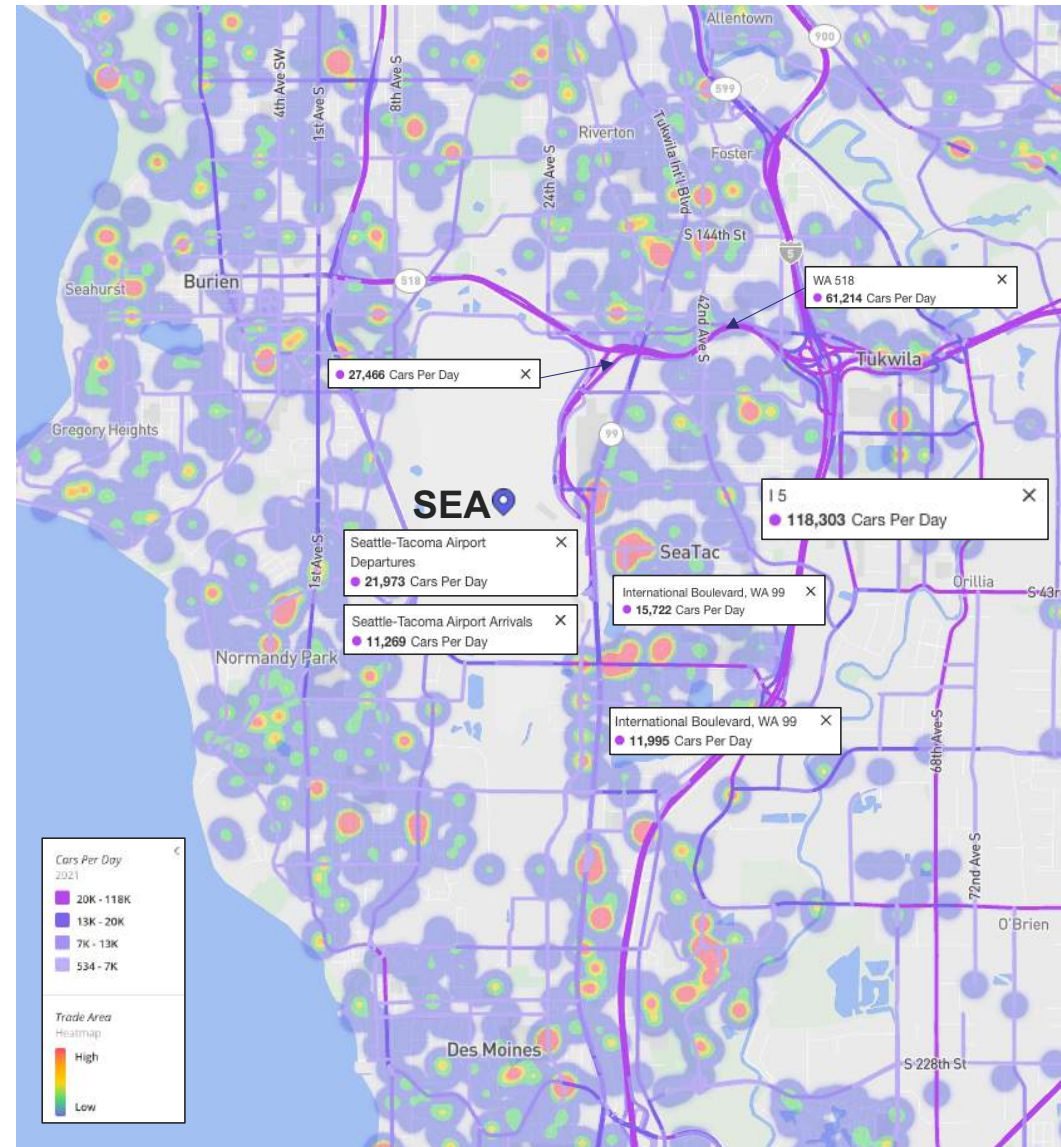 Allentown
900
4th Ave SW
1st Ave S
8th Ave S
599
Riverton
Tukwila Int'l Blvd
Foster
24th Ave S
S 144th St
5
Burien
518
Seahurst
WA 518
61,214 Cars Per Day
42nd Ave S
Tukwila
27,466 Cars Per Day
Gregory Heights
99
SEA
I 5
118,303 Cars Per Day
Seattle-Tacoma Airport
Departures
21,973 Cars Per Day
1st Ave S
SeaTac
International Boulevard, WA 99
15,722 Cars Per Day
Orillia
S 43r
Seattle-Tacoma Airport Arrivals
11,269 Cars Per Day
Normandy Park
International Boulevard, WA 99
11,995 Cars Per Day
68th Ave S
72nd Ave S
Cars Per Day
2021
20K - 118K
13K - 20K
7K - 13K
534 - 7K
O'Brien
Trade Area
Heatmap
High
Low
Des Moines
S 228th St